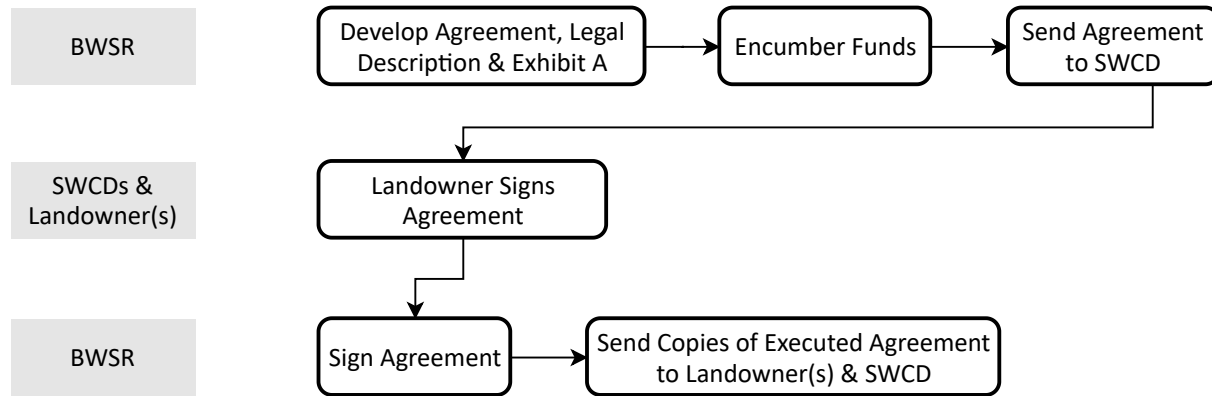 BWSR
Develop Agreement, Legal
Description & Exhibit A
Encumber Funds
Send Agreement
to SWCD
SWCDs &
Landowner(s)
Landowner Signs
Agreement
BWSR
Sign Agreement
Send Copies of Executed Agreement
to Landowner(s) & SWCD